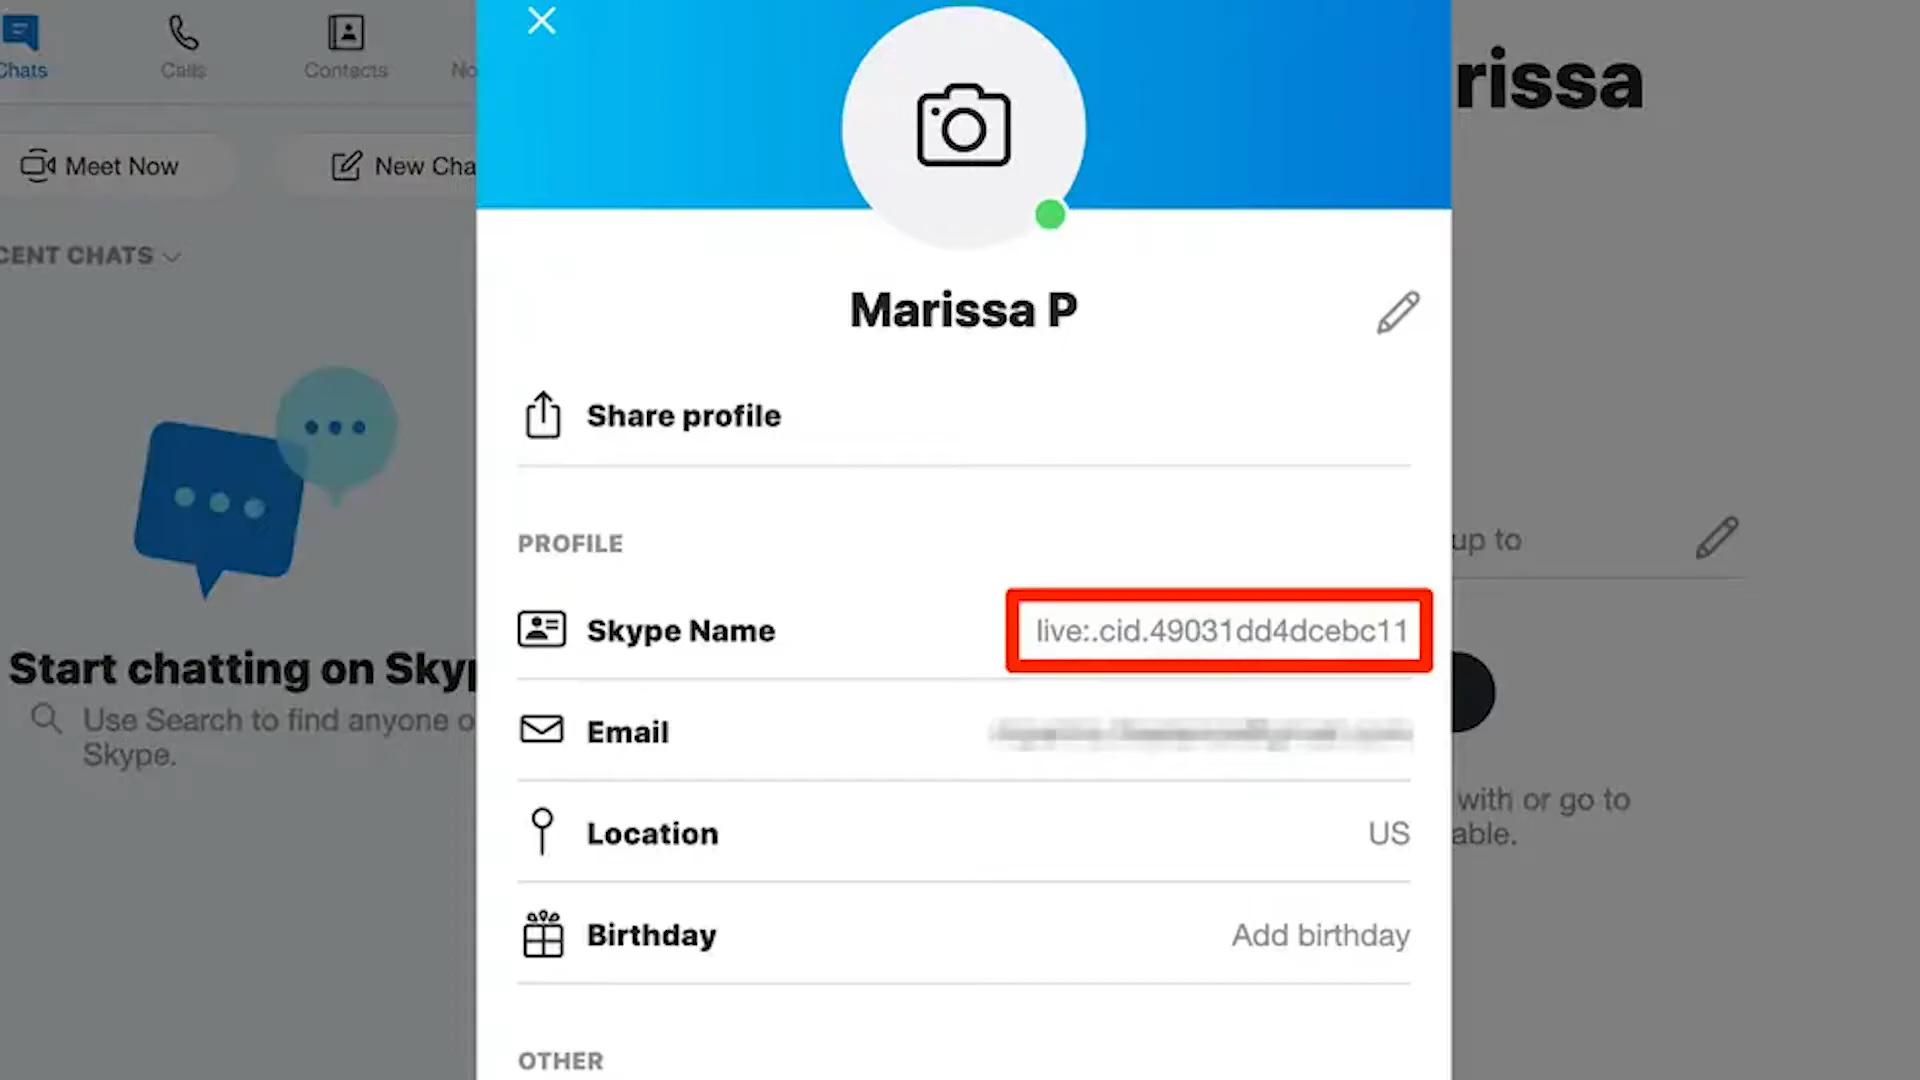 Chats
Calls
Contacts
No
Meet Now
New Cha
CENT CHATS
Start chatting on Skyp
Use Search to find anyone o
Skype.
Marissa P
Share profile
PROFILE
Skype Name
live:.cid.49031dd4dcebc11
Email
Location
US
Birthday
Add birthday
OTHER
rissa
up to
with or go to
able.